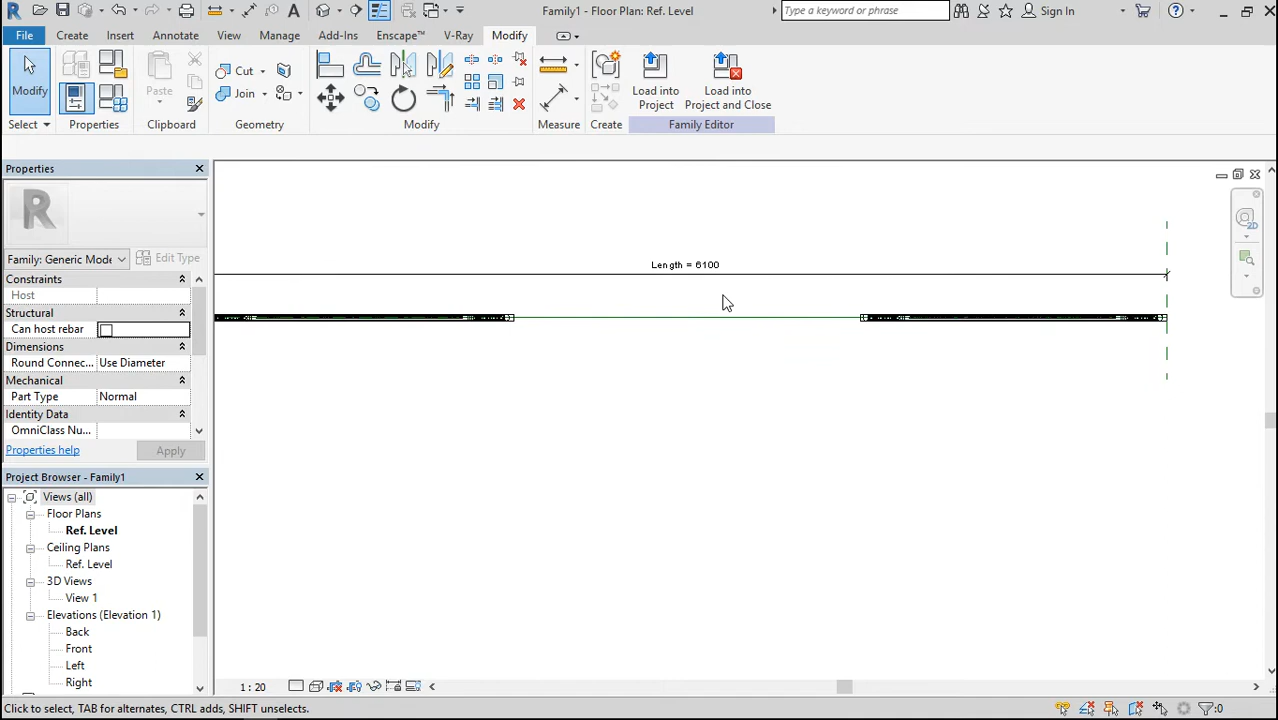 Family1 - Floor Plan: Ref. Level
Type a keyword or phrase
Sign In
File
Create
Insert
Annotate
View
Manage
Add-Ins
Enscape™
V-Ray
Modify
Modify
Paste
Cut
Join
Load into
Project
Load into
Project and Close
Select
Properties
Clipboard
Geometry
Modify
Measure
Create
Family Editor
Properties
Family: Generic Mode
Edit Type
Constraints
Host
Structural
Can host rebar
Dimensions
Round Connec... Use Diameter
Mechanical
Part Type Normal
Identity Data
OmniClass Nu...
Properties help
Apply
Project Browser - Family1
Views (all)
Floor Plans
Ref. Level
Ceiling Plans
Ref. Level
3D Views
View 1
Elevations (Elevation 1)
Back
Front
Left
Right
Length = 6100
2D
1 : 20
Click to select, TAB for alternates, CTRL adds, SHIFT unselects.
:0